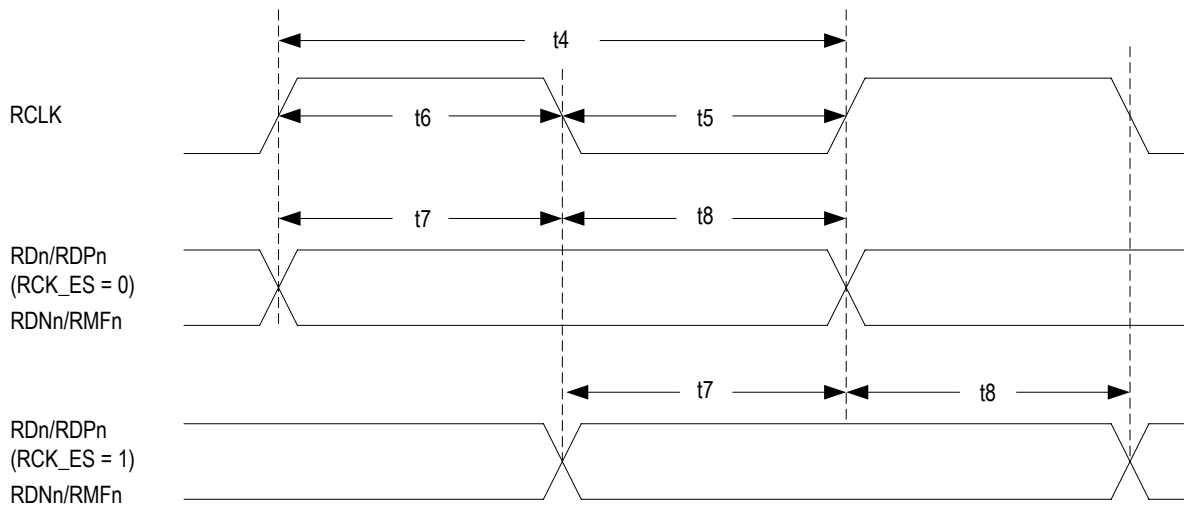 t4
RCLK
t6
t5
t7
t8
RDn/RDPn
(RCK_ES = 0)
RDNn/RMFn
t7
t8
RDn/RDPn
(RCK_ES = 1)
RDNn/RMFn